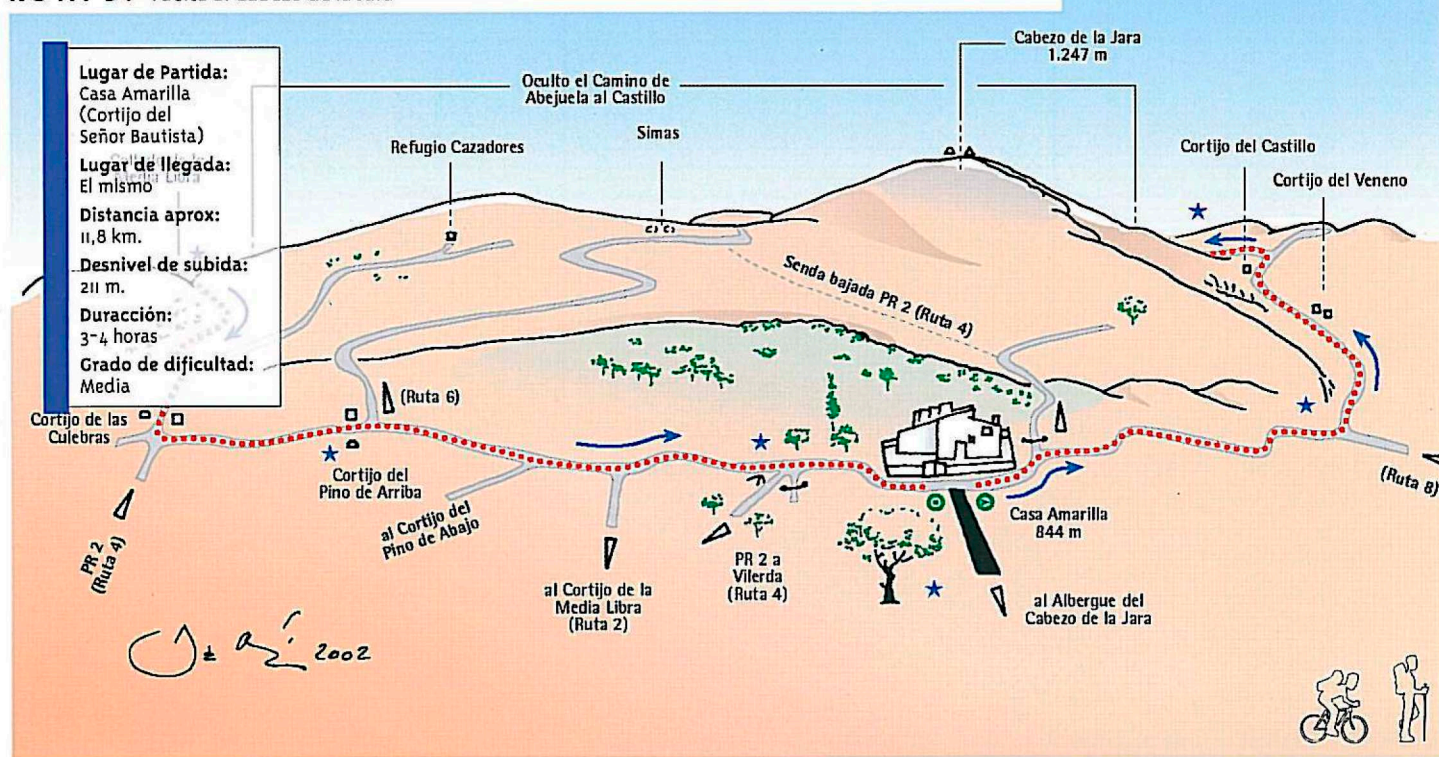 Lugar de Partida:
Casa Amarilla
(Cortijo del
Señor Bautista)
Lugar de llegada:
El mismo
Distancia aprox:
11,8 km.
Desnivel de subida:
211 m.
Duracción:
3-4 horas
Grado de dificultad:
Media
Oculto el Camino de
Abejuela al Castillo
Cabezo de la Jara
1.247 m
Refugio Cazadores
Simas
Cortijo del Castillo
Cortijo del Veneno
Senda bajada PR 2 (Ruta 4)
Cortijo de las
Culebras
(Ruta 6)
Cortijo del
Pino de Arriba
al Cortijo del
Pino de Abajo
PR 2
(Ruta 4)
al Cortijo de la
Media Libra
(Ruta 2)
PR 2 a
Vilerda
(Ruta 4)
Casa Amarilla
844 m
al Albergue del
Cabezo de la Jara
(Ruta 8)
2002